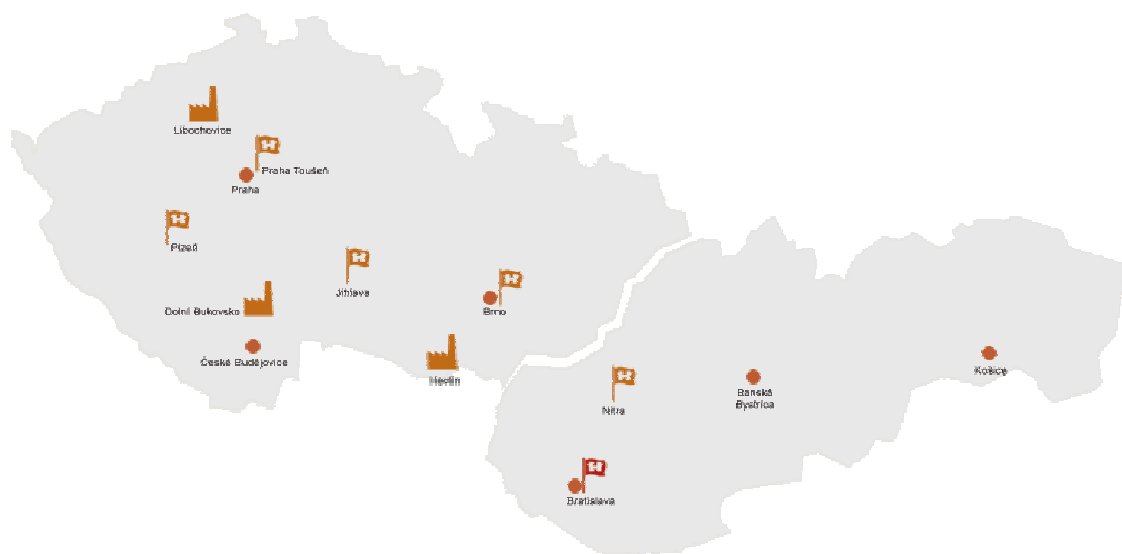 Libochovice
Praha Toušeň
Praha
Plzeň
Jihlava
Dolní Bukovsko
Brno
České Budějovice
Hevlín
Nitra
Banská
Bystrica
Košice
Bratislava